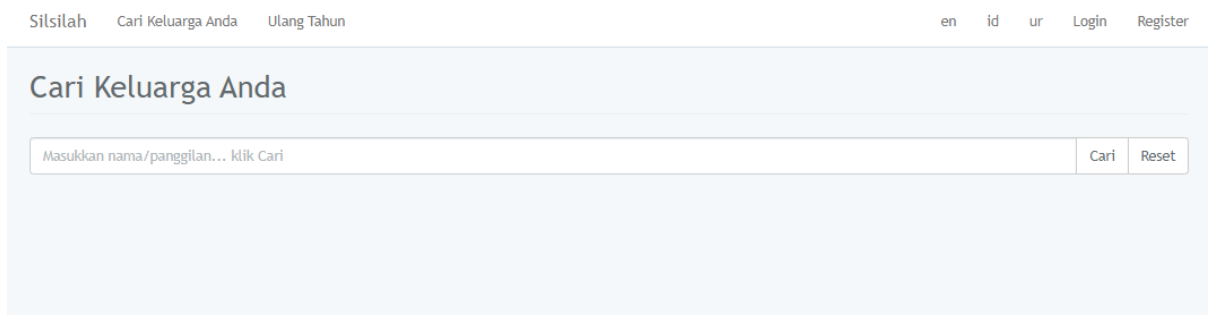 Silsilah Cari Keluarga Anda Ulang Tahun en id ur Login Register
Cari Keluarga Anda
Masukkan nama/panggilan... klik Cari Cari Reset